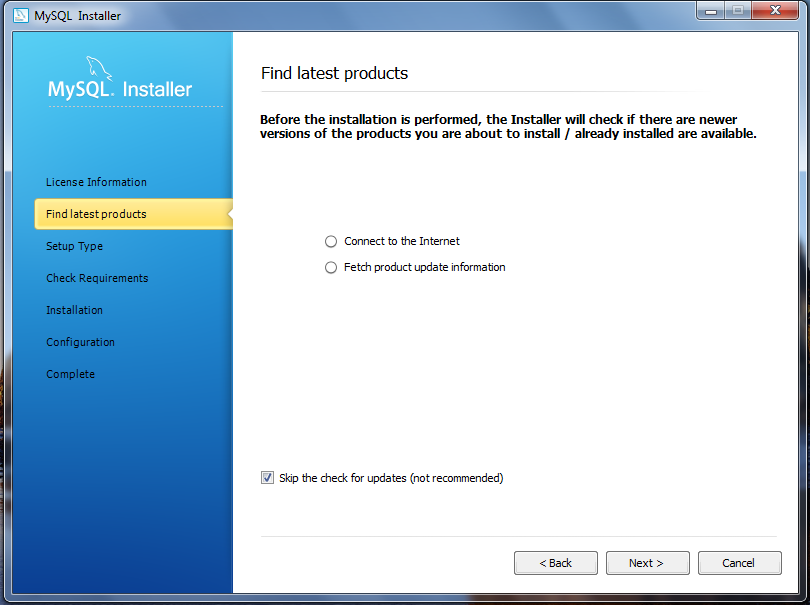 MySQL Installer
MySQL. Installer
License Information
Find latest products
Setup Type
Check Requirements
Installation
Configuration
Complete
Find latest products
Before the installation is performed, the Installer will check if there are newer
versions of the products you are about to install / already installed are available.
Connect to the Internet
Fetch product update information
Skip the check for updates (not recommended)
< Back
Next >
Cancel